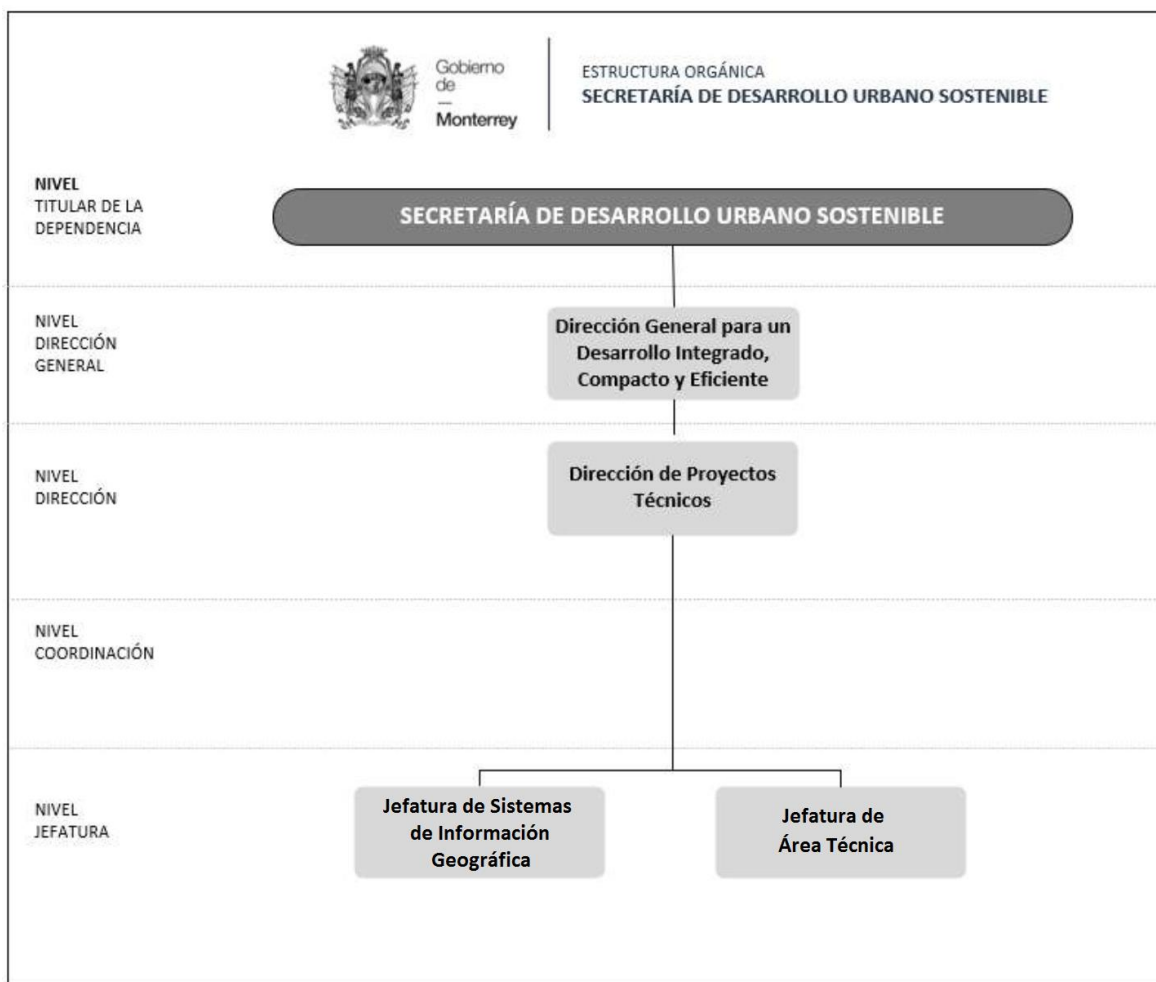 Gobierno
de
—
Monterrey
ESTRUCTURA ORGÁNICA
SECRETARÍA DE DESARROLLO URBANO SOSTENIBLE
NIVEL
TITULAR DE LA
DEPENDENCIA
SECRETARÍA DE DESARROLLO URBANO SOSTENIBLE
NIVEL
DIRECCIÓN
GENERAL
Dirección General para un
Desarrollo Integrado,
Compacto y Eficiente
NIVEL
DIRECCIÓN
Dirección de Proyectos
Técnicos
NIVEL
COORDINACIÓN
NIVEL
JEFATURA
Jefatura de Sistemas
de Información
Geográfica
Jefatura de
Área Técnica